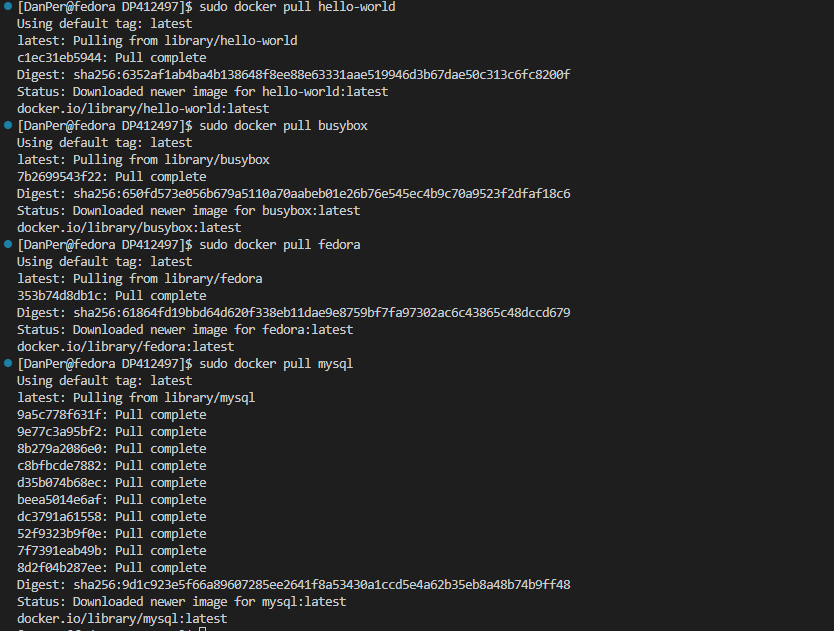 [DanPer@fedora DP412497]$ sudo docker pull hello-world
Using default tag: latest
latest: Pulling from library/hello-world
c1ec31eb5944: Pull complete
Digest: sha256:6352af1ab4ba4b138648f8ee88e63331aae519946d3b67dae50c313c6fc8200f
Status: Downloaded newer image for hello-world:latest
docker.io/library/hello-world:latest
[DanPer@fedora DP412497]$ sudo docker pull busybox
Using default tag: latest
latest: Pulling from library/busybox
7b2699543f22: Pull complete
Digest: sha256:650fd573e056b679a5110a70aabeb01e26b76e545ec4b9c70a9523f2dfaf18c6
Status: Downloaded newer image for busybox:latest
docker.io/library/busybox:latest
[DanPer@fedora DP412497]$ sudo docker pull fedora
Using default tag: latest
latest: Pulling from library/fedora
353b74d8db1c: Pull complete
Digest: sha256:61864fd19bbd64d620f338eb11dae9e8759bf7fa97302ac6c43865c48dccd679
Status: Downloaded newer image for fedora:latest
docker.io/library/fedora:latest
[DanPer@fedora DP412497]$ sudo docker pull mysql
Using default tag: latest
latest: Pulling from library/mysql
9a5c778f631f: Pull complete
9e77c3a95bf2: Pull complete
8b279a2086e0: Pull complete
c8bfbcde7882: Pull complete
d35b074b68ec: Pull complete
beea5014e6af: Pull complete
dc3791a61558: Pull complete
52f9323b9f0e: Pull complete
7f7391eab49b: Pull complete
8d2f04b287ee: Pull complete
Digest: sha256:9d1c923e5f66a89607285ee2641f8a53430a1ccd5e4a62b35eb8a48b74b9ff48
Status: Downloaded newer image for mysql:latest
docker.io/library/mysql:latest